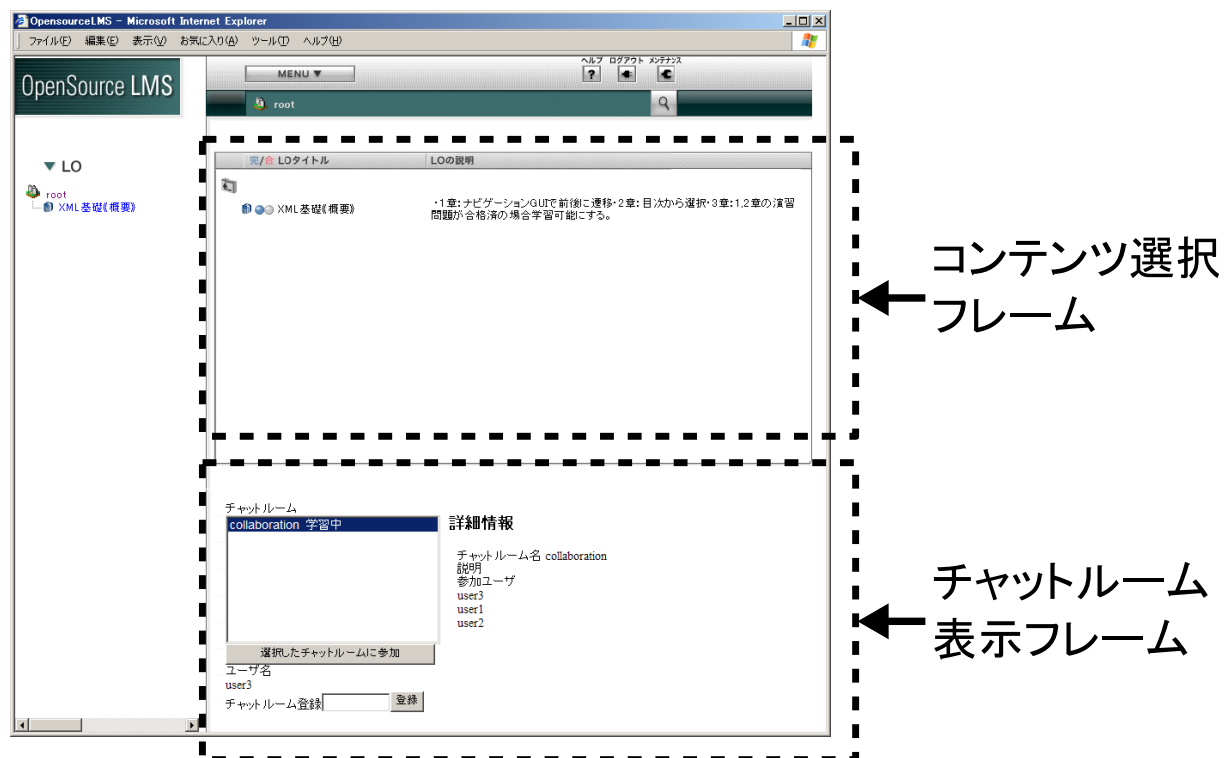 OpensourceLMS - Microsoft Internet Explorer
ファイル(F) 編集(E) 表示(V) お気に入り(A) ツール(T) ヘルプ(H)
OpenSource LMS
MENU ▼
ヘルプ ログアウト メンテナンス
root
▼ LO
root
XML基礎《概要》
完/合 LOタイトル LOの説明
XML基礎《概要》
・1章:ナビゲーションGUIで前後に遷移・2章:目次から選択・3章:1,2章の演習
問題が合格済の場合学習可能にする。
コンテンツ選択
フレーム
チャットルーム
collaboration 学習中
選択したチャットルームに参加
ユーザ名
user3
チャットルーム登録 登録
詳細情報
チャットルーム名 collaboration
説明
参加ユーザ
user3
user1
user2
チャットルーム
表示フレーム